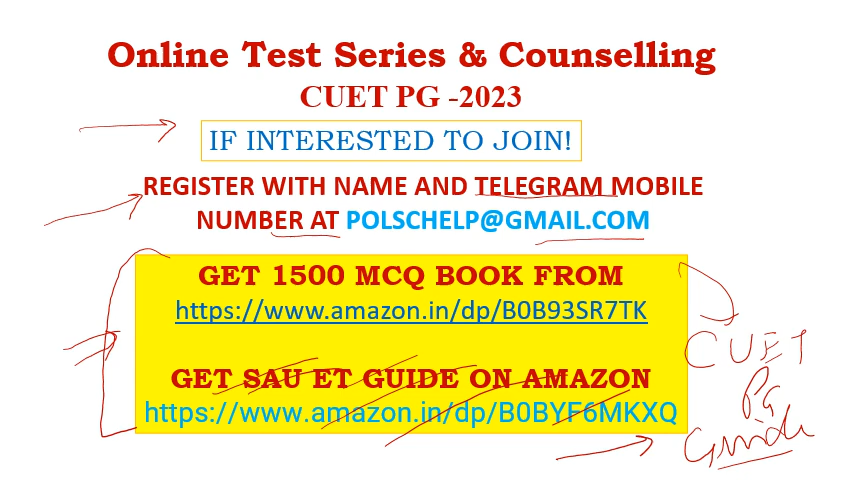 Online Test Series & Counselling
CUET PG -2023
IF INTERESTED TO JOIN!
REGISTER WITH NAME AND TELEGRAM MOBILE
NUMBER AT POLSCHELP@GMAIL.COM
GET 1500 MCQ BOOK FROM
https://www.amazon.in/dp/B0B93SR7TK
GET SAU ET GUIDE ON AMAZON
https://www.amazon.in/dp/B0BYF6MKXQ
CUET
PG
Guide